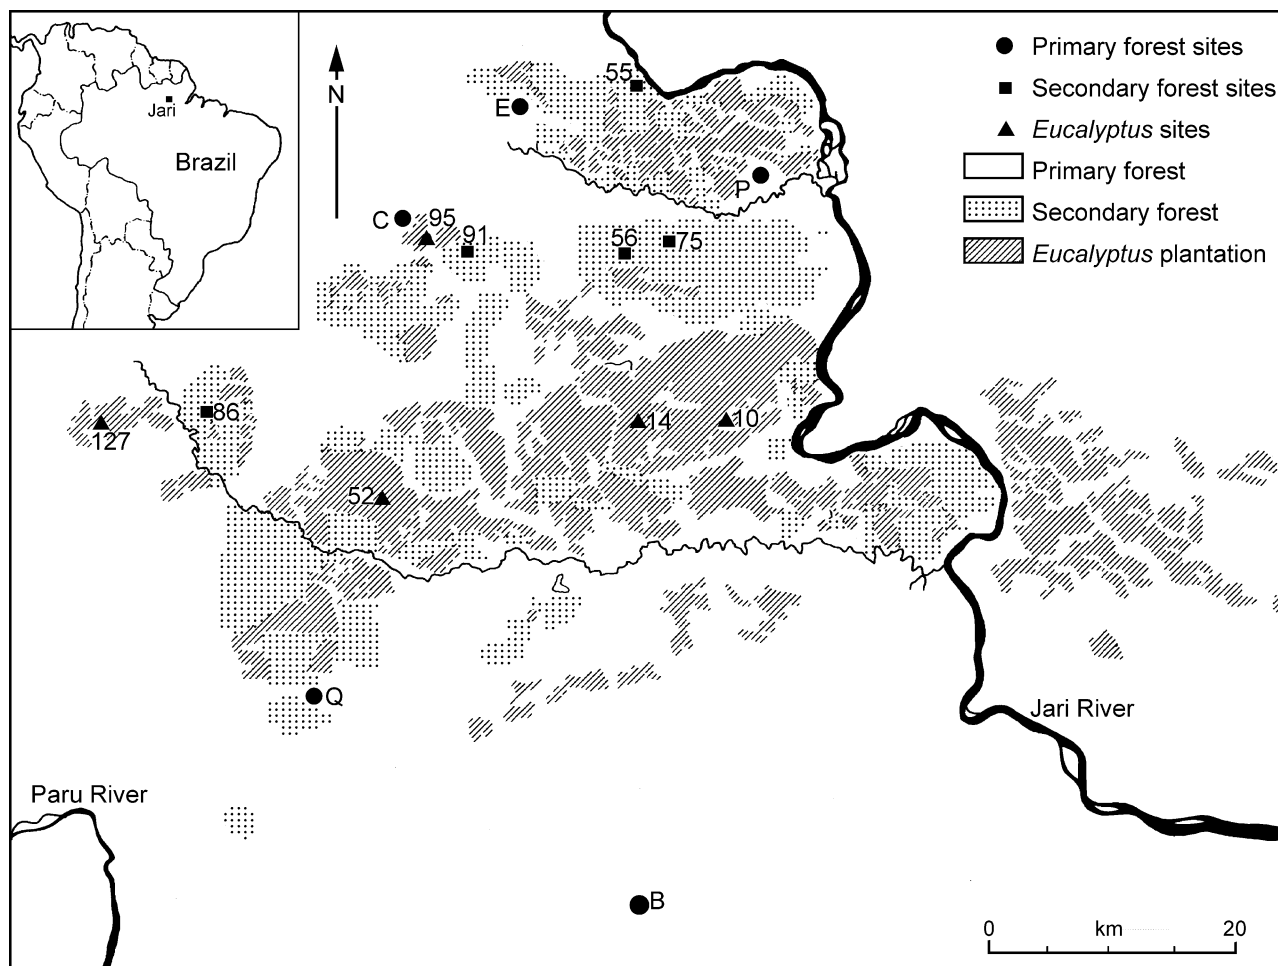 Jari
Brazil
N
Primary forest sites
Secondary forest sites
Eucalyptus sites
Primary forest
Secondary forest
Eucalyptus plantation
55
E
P
C
95
91
56
75
86
127
14
10
52
Q
Jari River
Paru River
B
0 km 20